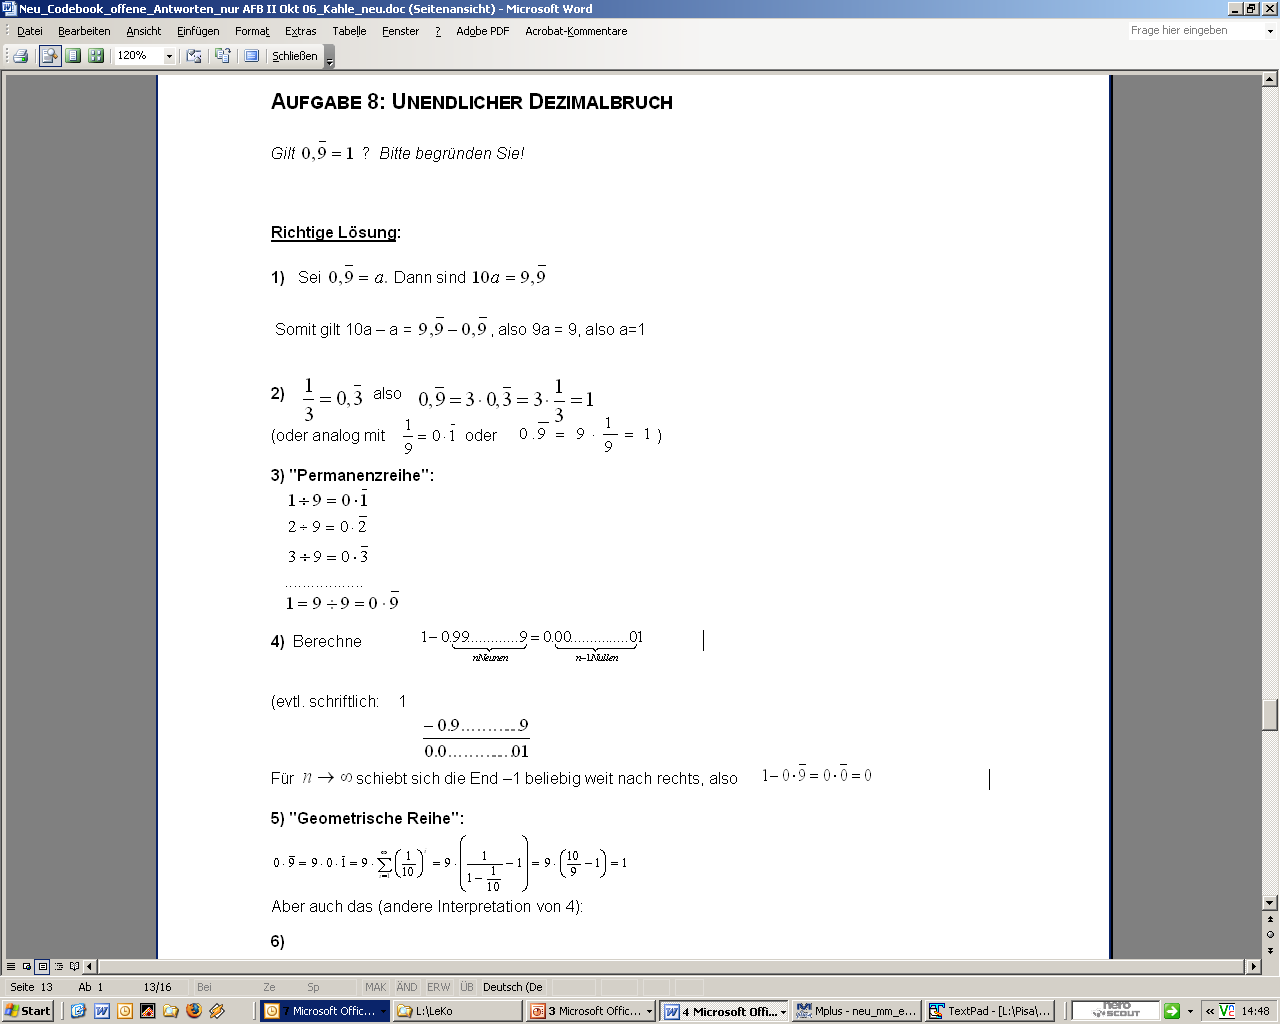 Neu_Codebook_offene_Antworten_nur AFB II Okt 06_Kahle_neu.doc (Seitenansicht) - Microsoft Word
Datei Bearbeiten Ansicht Einfügen Format Extras Tabelle Fenster ? Adobe PDF Acrobat-Kommentare Frage hier eingeben
120% Schließen
AUFGABE 8: UNENDLICHER DEZIMALBRUCH
Gilt 0,9̅ = 1 ? Bitte begründen Sie!
Richtige Lösung:
1) Sei 0,9̅ = a. Dann sind 10a = 9,9̅
Somit gilt 10a – a = 9,9̅ − 0,9̅ , also 9a = 9, also a=1
2) 1/3 = 0,3̅ also 0,9̅ = 3 · 0,3̅ = 3 · 1/3 = 1
(oder analog mit 1/9 = 0·1̅ oder 0.9̅ = 9 · 1/9 = 1 )
3) "Permanenzreihe":
1 ÷ 9 = 0 · 1̅
2 ÷ 9 = 0 · 2̅
3 ÷ 9 = 0 · 3̅
..................
1 = 9 ÷ 9 = 0 · 9̅
4) Berechne 1 − 0.99............9 = 0.00..............01
nNeunen n−1Nullen
(evtl. schriftlich: 1
− 0.9............9
0.0.............01
Für n → ∞ schiebt sich die End –1 beliebig weit nach rechts, also 1 − 0 · 9̅ = 0 · 0̅ = 0
5) "Geometrische Reihe":
0 · 9̅ = 9 · 0 · 1̅ = 9 · ∑_{i=1}^{∞} (1/10)^i = 9 · (1/(1 − 1/10) − 1) = 9 · (10/9 − 1) = 1
Aber auch das (andere Interpretation von 4):
6)
Seite 13 Ab 1 13/16 Bei Ze Sp MAK ÄND ERW ÜB Deutsch (De
Start 7 Microsoft Offic... L:\LeKo 3 Microsoft Offic... 4 Microsoft Offi... Mplus - neu_mm_e... TextPad - [L:\Pisa\... nero SCOUT 14:48